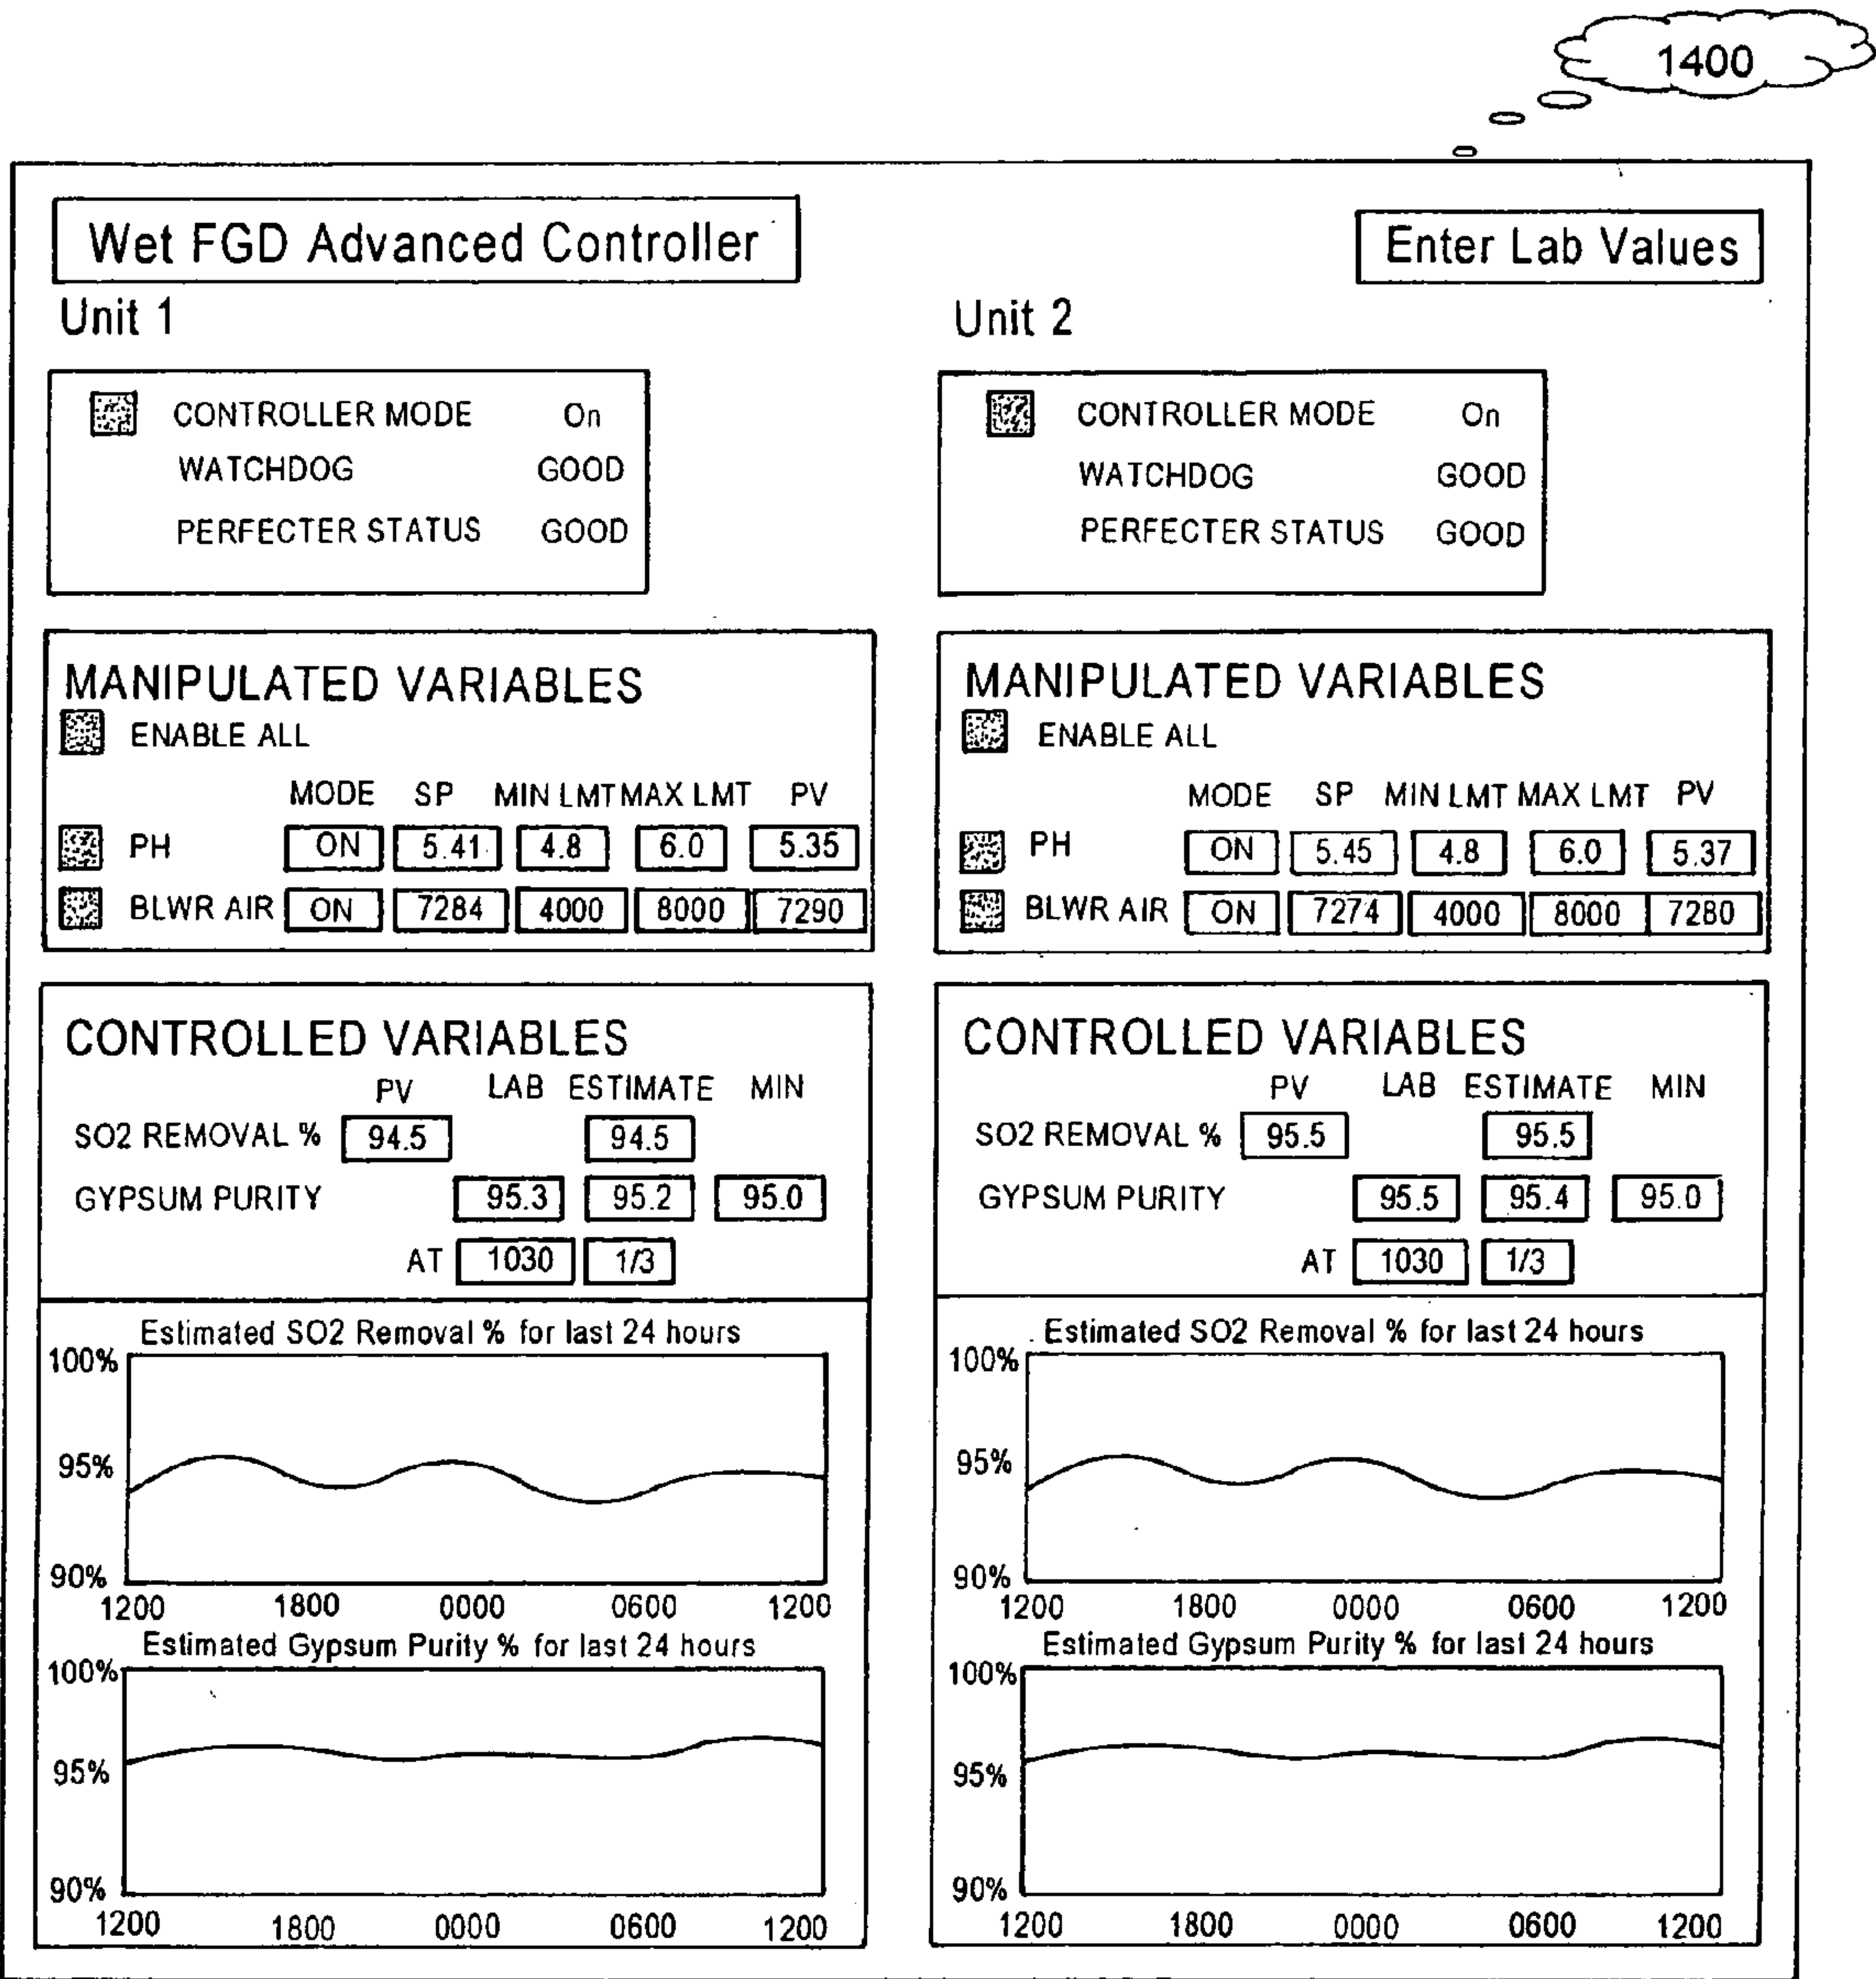 1400
Wet FGD Advanced Controller
Enter Lab Values
Unit 1
CONTROLLER MODE On
WATCHDOG GOOD
PERFECTER STATUS GOOD
MANIPULATED VARIABLES
ENABLE ALL
MODE SP MIN LMT MAX LMT PV
PH ON 5.41 4.8 6.0 5.35
BLWR AIR ON 7284 4000 8000 7290
CONTROLLED VARIABLES
PV LAB ESTIMATE MIN
SO2 REMOVAL % 94.5 94.5
GYPSUM PURITY 95.3 95.2 95.0
AT 1030 1/3
Estimated SO2 Removal % for last 24 hours
100%
95%
90%
1200 1800 0000 0600 1200
Estimated Gypsum Purity % for last 24 hours
100%
95%
90%
1200 1800 0000 0600 1200
Unit 2
CONTROLLER MODE On
WATCHDOG GOOD
PERFECTER STATUS GOOD
MANIPULATED VARIABLES
ENABLE ALL
MODE SP MIN LMT MAX LMT PV
PH ON 5.45 4.8 6.0 5.37
BLWR AIR ON 7274 4000 8000 7280
CONTROLLED VARIABLES
PV LAB ESTIMATE MIN
SO2 REMOVAL % 95.5 95.5
GYPSUM PURITY 95.5 95.4 95.0
AT 1030 1/3
Estimated SO2 Removal % for last 24 hours
100%
95%
90%
1200 1800 0000 0600 1200
Estimated Gypsum Purity % for last 24 hours
100%
95%
90%
1200 1800 0000 0600 1200